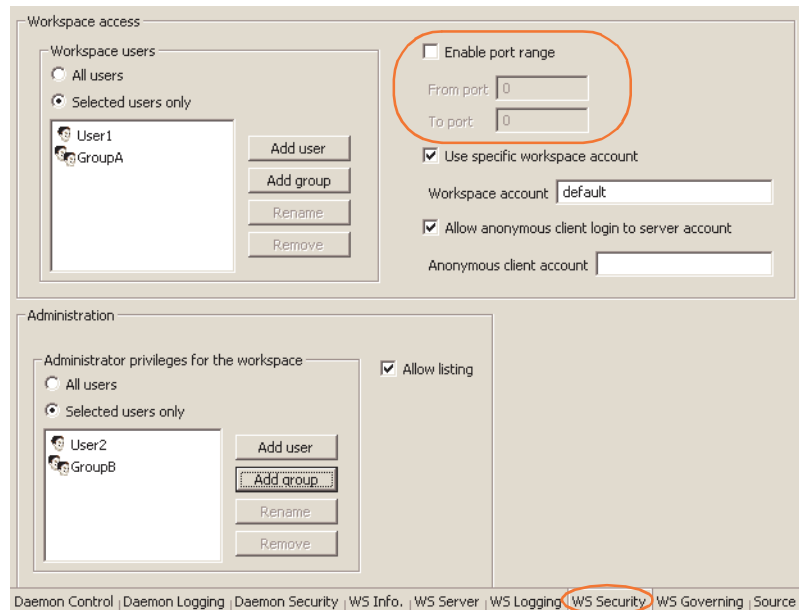 Workspace access
Workspace users
All users
Selected users only
User1
GroupA
Add user
Add group
Rename
Remove
Enable port range
From port 0
To port 0
Use specific workspace account
Workspace account default
Allow anonymous client login to server account
Anonymous client account
Administration
Administrator privileges for the workspace
All users
Selected users only
User2
GroupB
Add user
Add group
Rename
Remove
Allow listing
Daemon Control Daemon Logging Daemon Security WS Info. WS Server WS Logging WS Security WS Governing Source